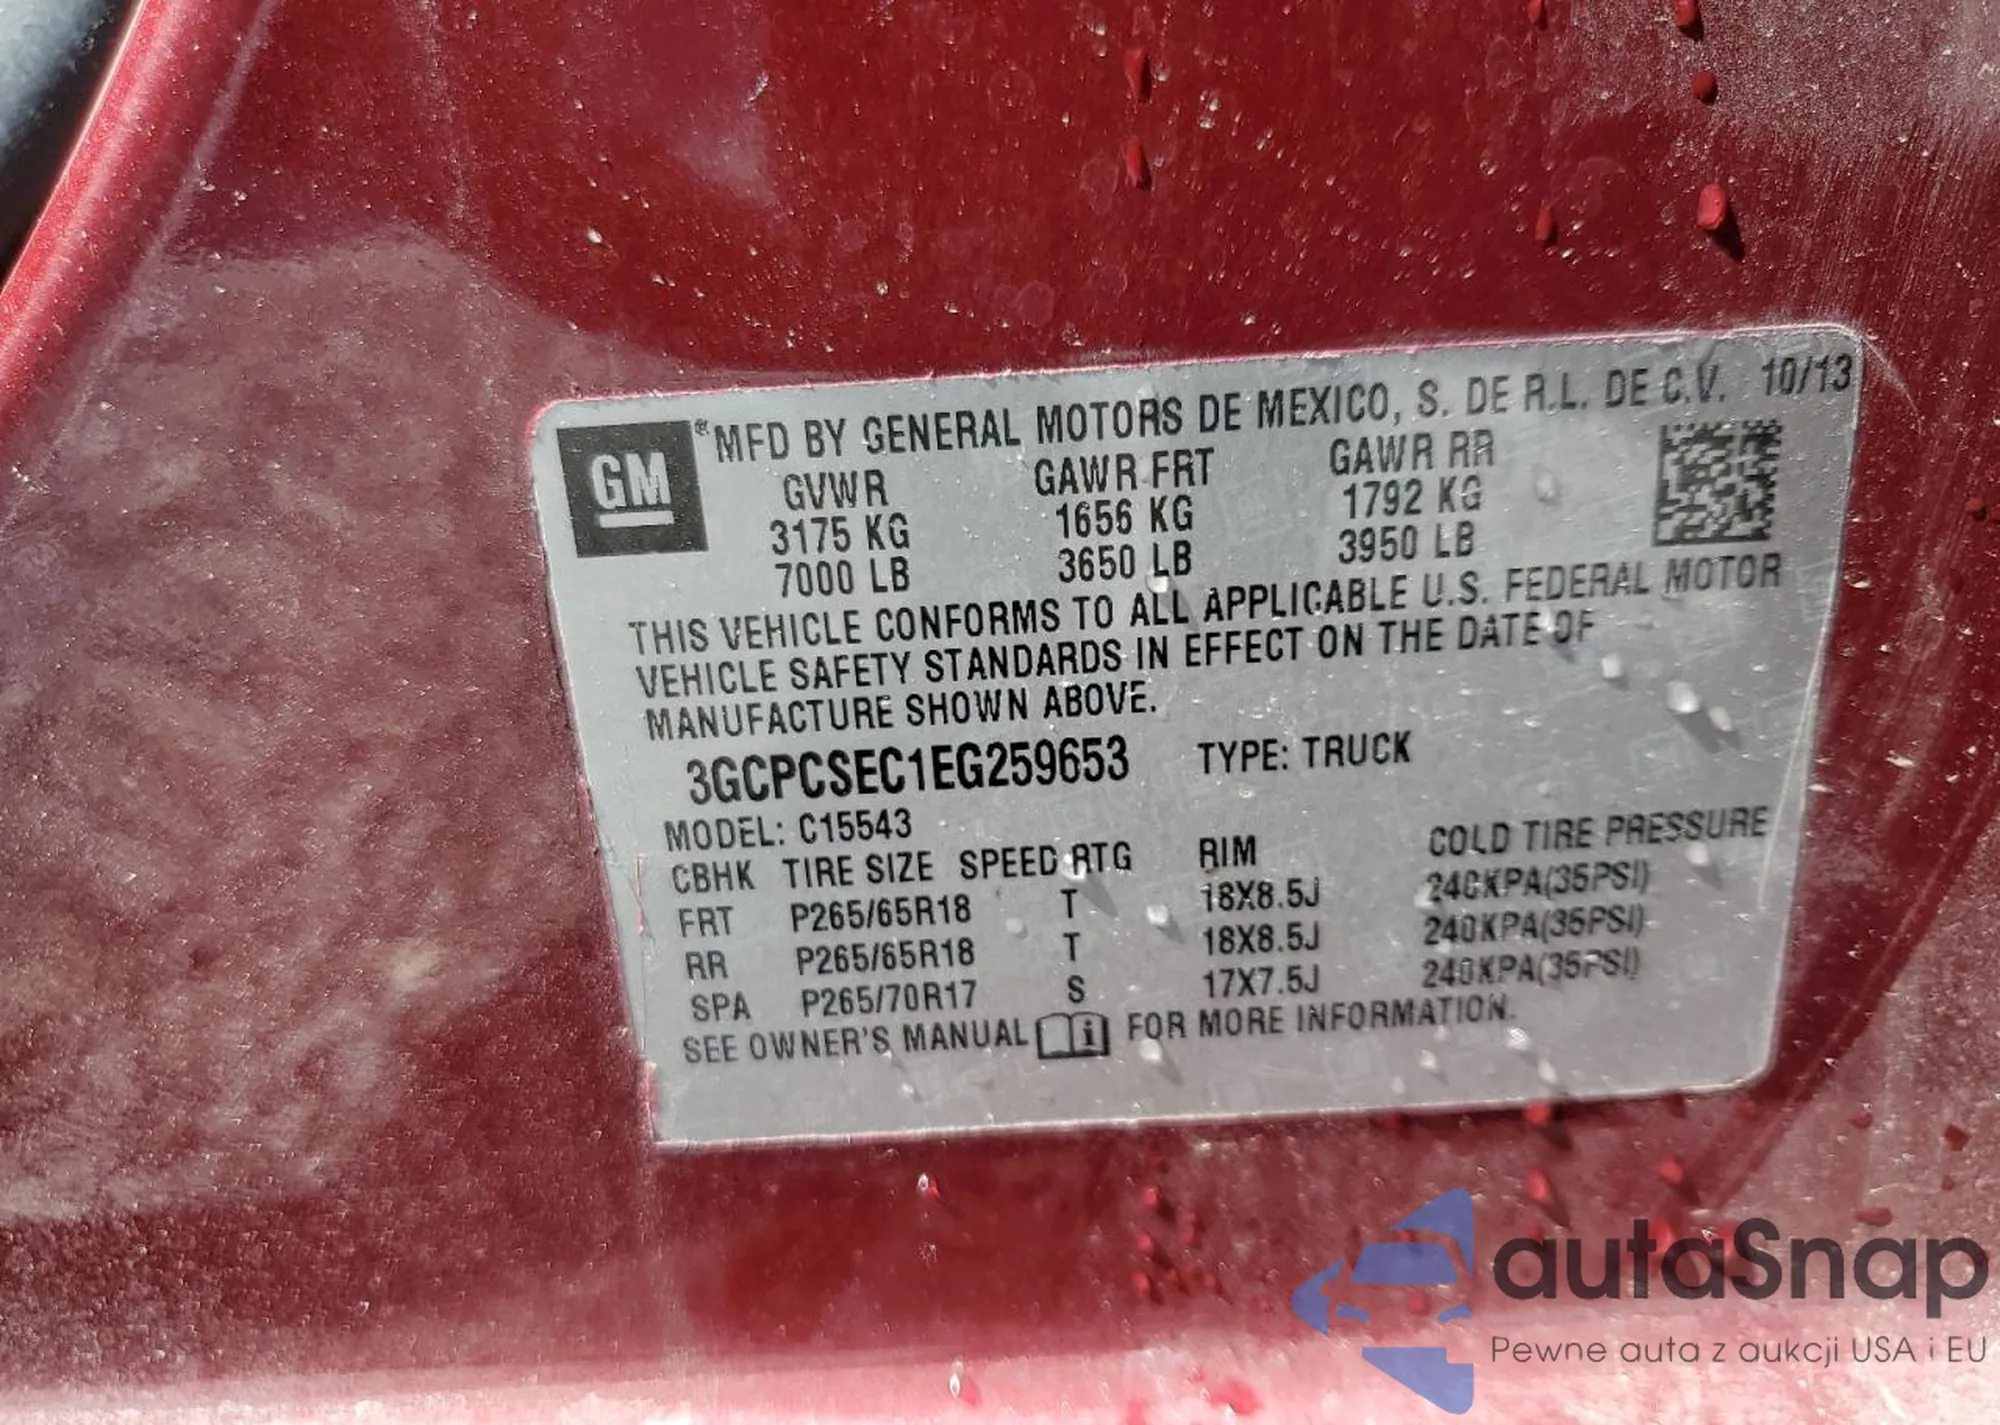 GM ® MFD BY GENERAL MOTORS DE MEXICO, S. DE R.L. DE C.V. 10/13
GVWR GAWR FRT GAWR RR
3175 KG 1656 KG 1792 KG
7000 LB 3650 LB 3950 LB
THIS VEHICLE CONFORMS TO ALL APPLICABLE U.S. FEDERAL MOTOR
VEHICLE SAFETY STANDARDS IN EFFECT ON THE DATE OF
MANUFACTURE SHOWN ABOVE.
3GCPCSEC1EG259653 TYPE: TRUCK
MODEL: C15543
CBHK TIRE SIZE SPEED RTG RIM COLD TIRE PRESSURE
FRT P265/65R18 T 18X8.5J 240KPA(35PSI)
RR P265/65R18 T 18X8.5J 240KPA(35PSI)
SPA P265/70R17 S 17X7.5J 240KPA(35PSI)
SEE OWNER'S MANUAL i FOR MORE INFORMATION.
autaSnap
Pewne auta z aukcji USA i EU